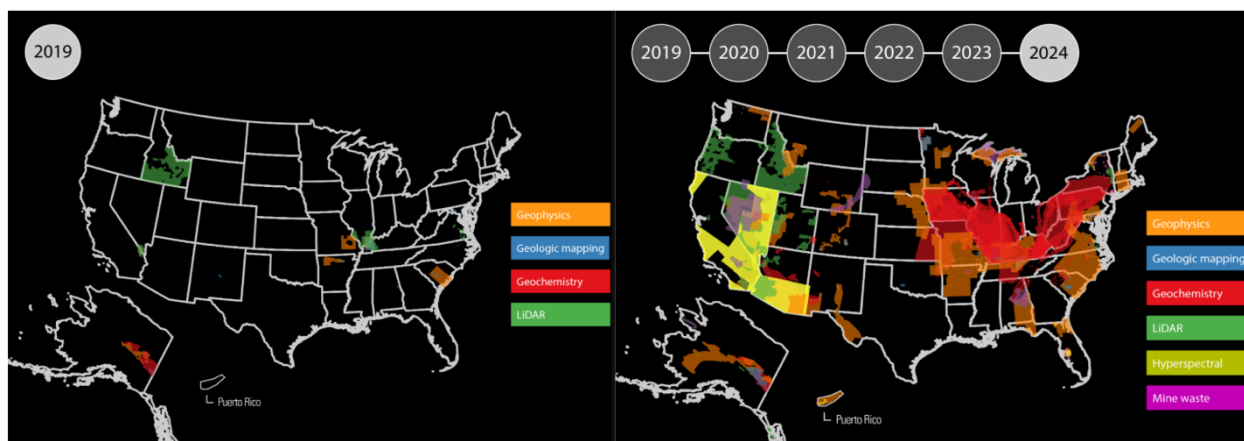 2019
Geophysics
Geologic mapping
Geochemistry
LiDAR
Puerto Rico
2019 2020 2021 2022 2023 2024
Geophysics
Geologic mapping
Geochemistry
LiDAR
Hyperspectral
Mine waste
Puerto Rico